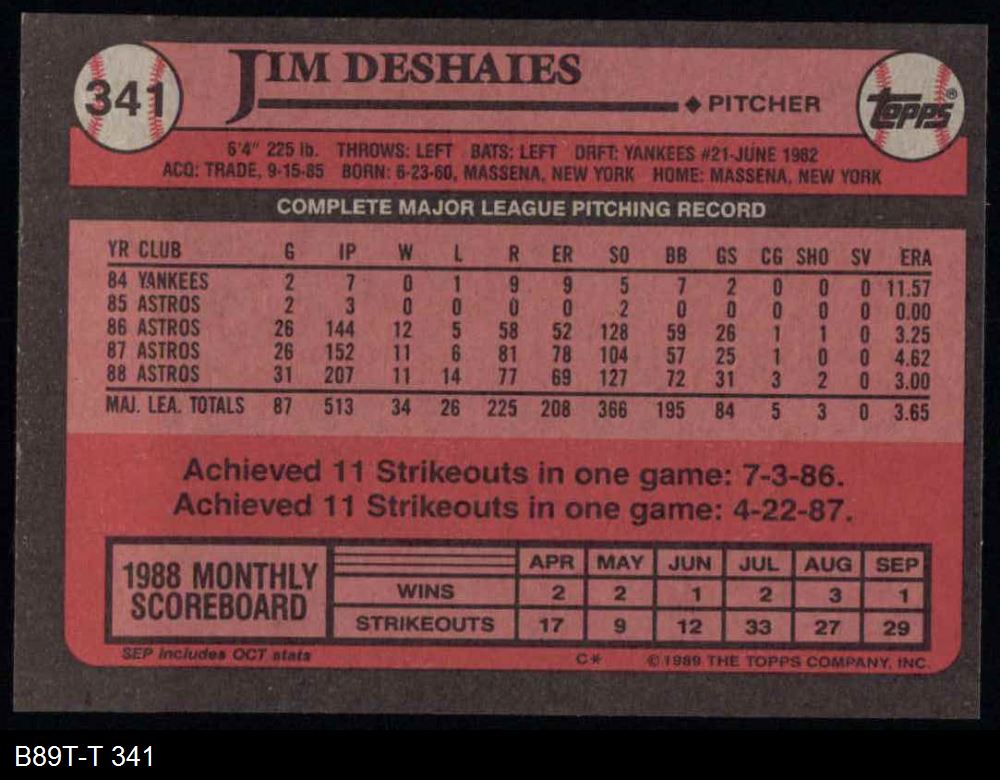 341
JIM DESHAIES
◆ PITCHER
TOPPS®
6'4" 225 lb. THROWS: LEFT BATS: LEFT DRFT: YANKEES #21-JUNE 1982
ACQ: TRADE, 9-15-85 BORN: 6-23-60, MASSENA, NEW YORK HOME: MASSENA, NEW YORK
COMPLETE MAJOR LEAGUE PITCHING RECORD
YR CLUB G IP W L R ER SO BB GS CG SHO SV ERA
84 YANKEES 2 7 0 1 9 9 5 7 2 0 0 0 11.57
85 ASTROS 2 3 0 0 0 0 2 0 0 0 0 0 0.00
86 ASTROS 26 144 12 5 58 52 128 59 26 1 1 0 3.25
87 ASTROS 26 152 11 6 81 78 104 57 25 1 0 0 4.62
88 ASTROS 31 207 11 14 77 69 127 72 31 3 2 0 3.00
MAJ. LEA. TOTALS 87 513 34 26 225 208 366 195 84 5 3 0 3.65
Achieved 11 Strikeouts in one game: 7-3-86.
Achieved 11 Strikeouts in one game: 4-22-87.
1988 MONTHLY
SCOREBOARD
APR MAY JUN JUL AUG SEP
WINS 2 2 1 2 3 1
STRIKEOUTS 17 9 12 33 27 29
SEP includes OCT stats C* © 1989 THE TOPPS COMPANY, INC.
B89T-T 341